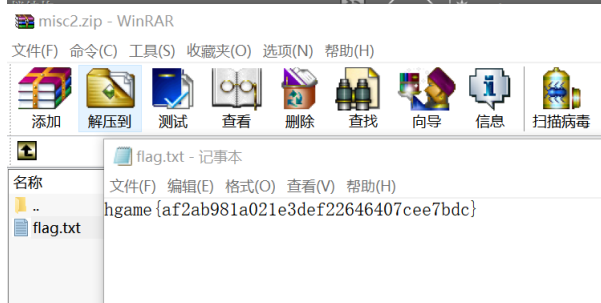 misc2.zip - WinRAR
文件(F) 命令(C) 工具(S) 收藏夹(O) 选项(N) 帮助(H)
添加 解压到 测试 查看 删除 查找 向导 信息 扫描病毒
flag.txt - 记事本
名称
文件(F) 编辑(E) 格式(O) 查看(V) 帮助(H)
..
hgame{af2ab981a021e3def22646407cee7bdc}
flag.txt